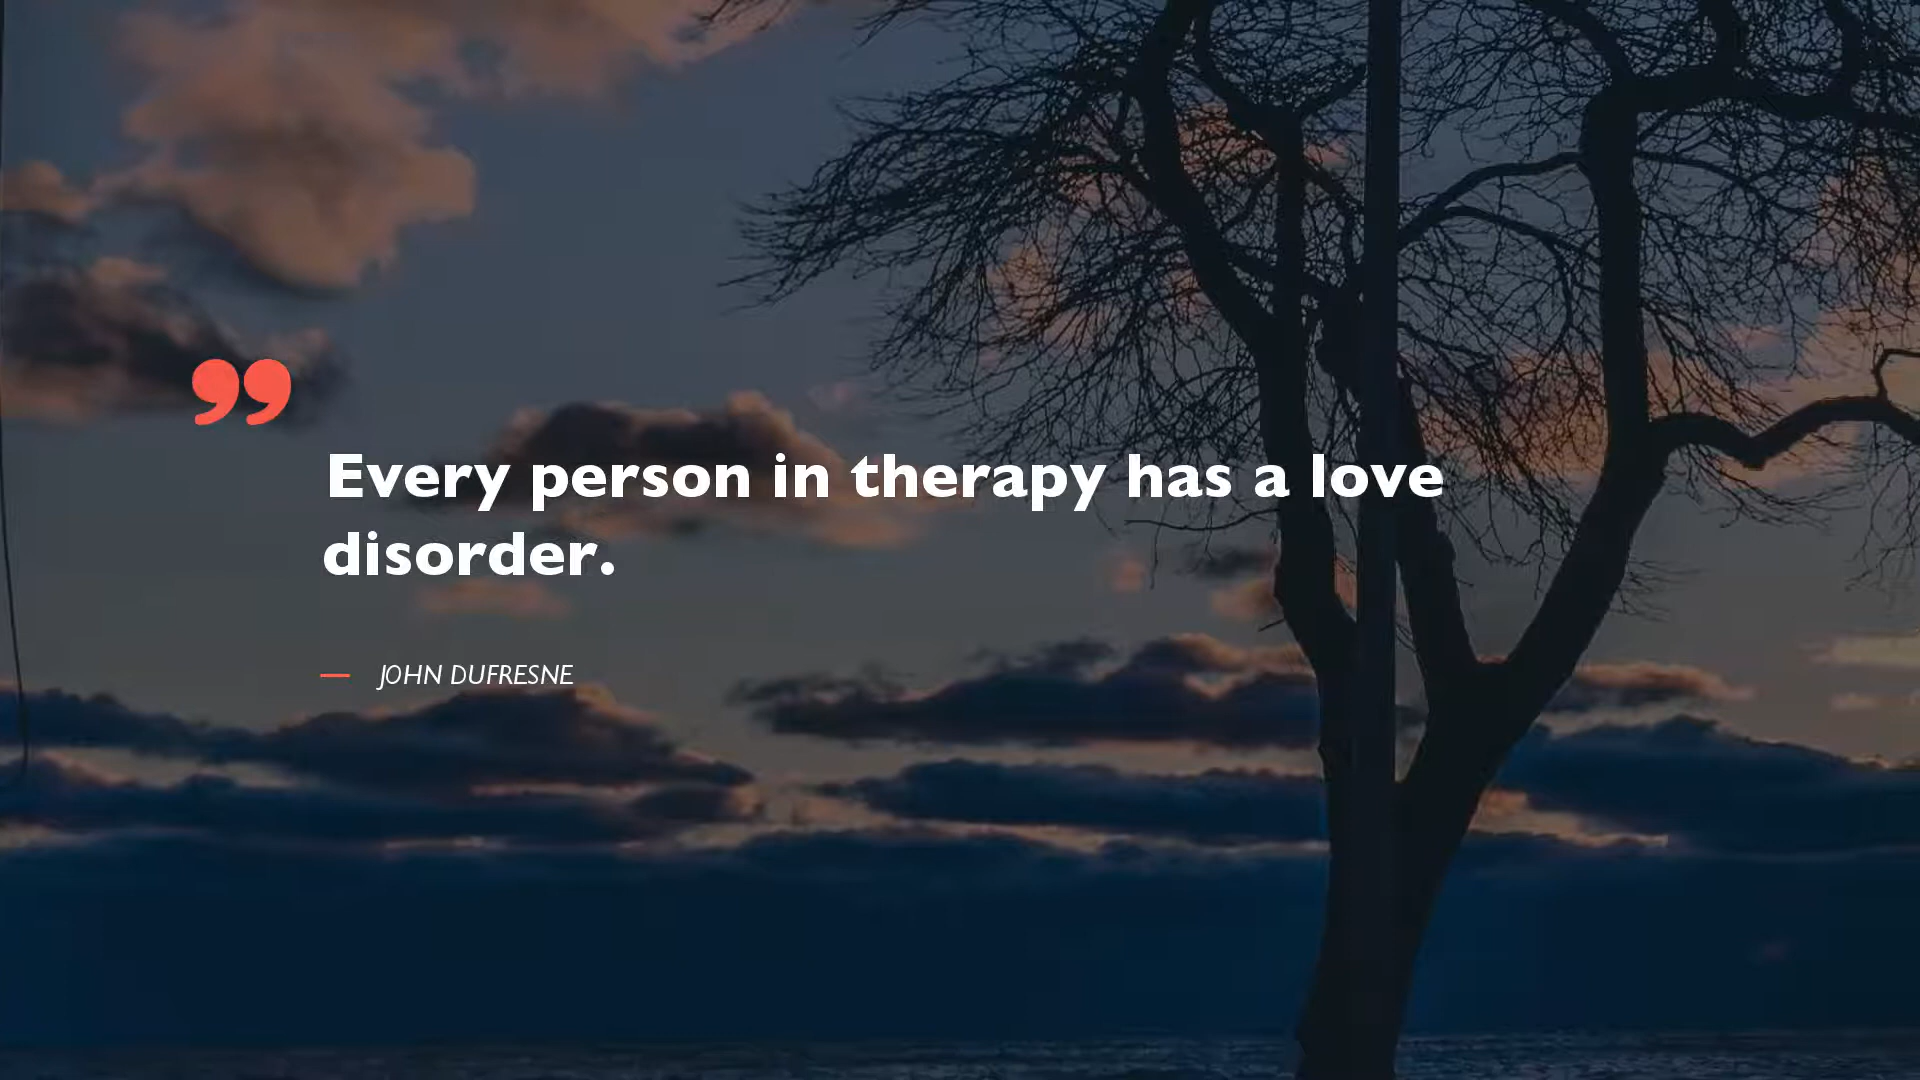 ”
Every person in therapy has a love
disorder.
— JOHN DUFRESNE